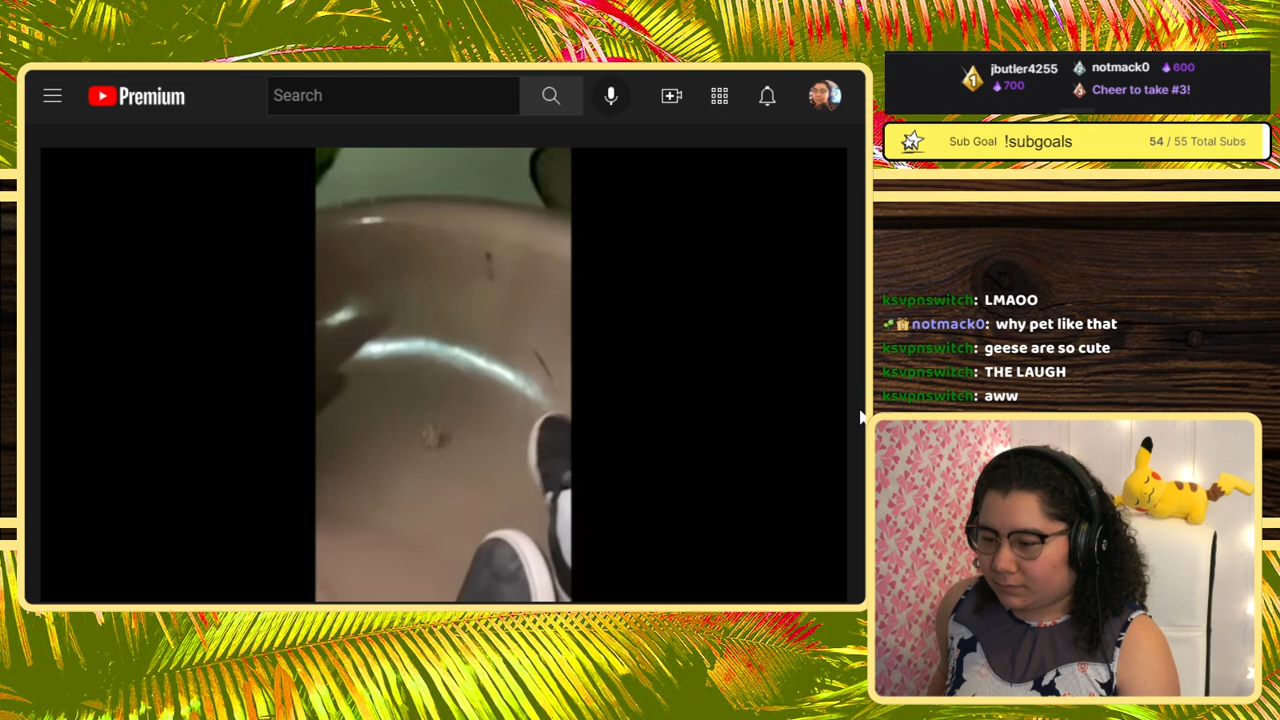 Premium
Search
1
jbutler4255
700
notmack0
600
Cheer to take #3!
Sub Goal !subgoals
54 / 55 Total Subs
ksvpnswitch: LMAOO
notmack0: why pet like that
ksvpnswitch: geese are so cute
ksvpnswitch: THE LAUGH
ksvpnswitch: aww